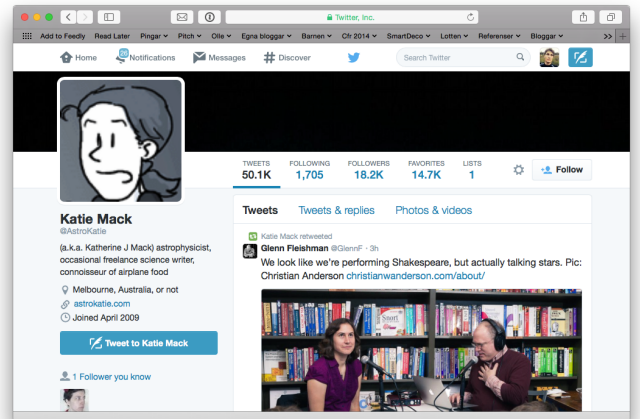 Twitter, Inc.
Add to Feedly Read Later Pingar Pitch Olle Egna bloggar Barnen Cfr 2014 SmartDeco Lotten Referenser Bloggar >> +
Home 28 Notifications Messages # Discover Search Twitter
TWEETS FOLLOWING FOLLOWERS FAVORITES LISTS
50.1K 1,705 18.2K 14.7K 1 Follow
Katie Mack
@AstroKatie
(a.k.a. Katherine J Mack) astrophysicist,
occasional freelance science writer,
connoisseur of airplane food
Melbourne, Australia, or not
astrokatie.com
Joined April 2009
Tweet to Katie Mack
1 Follower you know
Tweets Tweets & replies Photos & videos
Katie Mack retweeted
Glenn Fleishman @GlennF · 3h
We look like we're performing Shakespeare, but actually talking stars. Pic:
Christian Anderson christianwanderson.com/about/